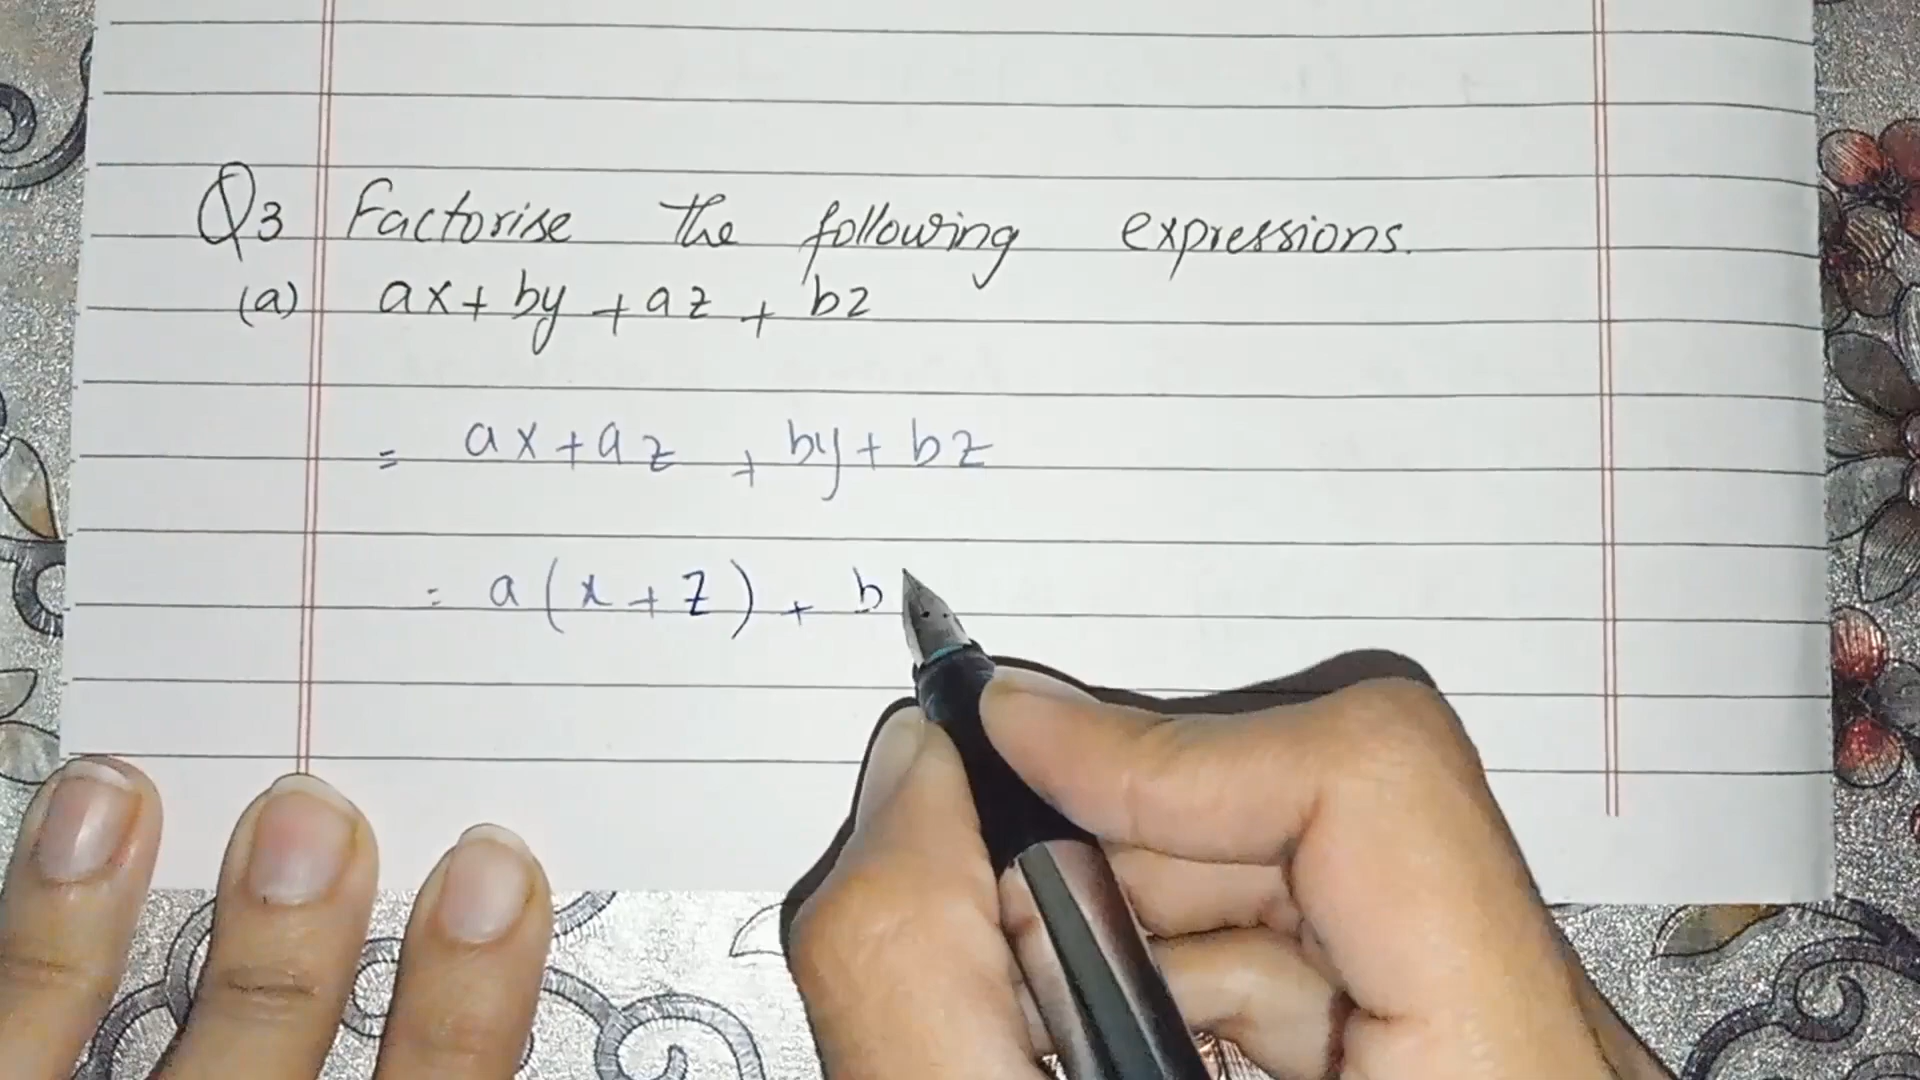 Q3 Factorise the following expressions.
(a) ax + by + az + bz
= ax + az + by + bz
= a(x + z) + b